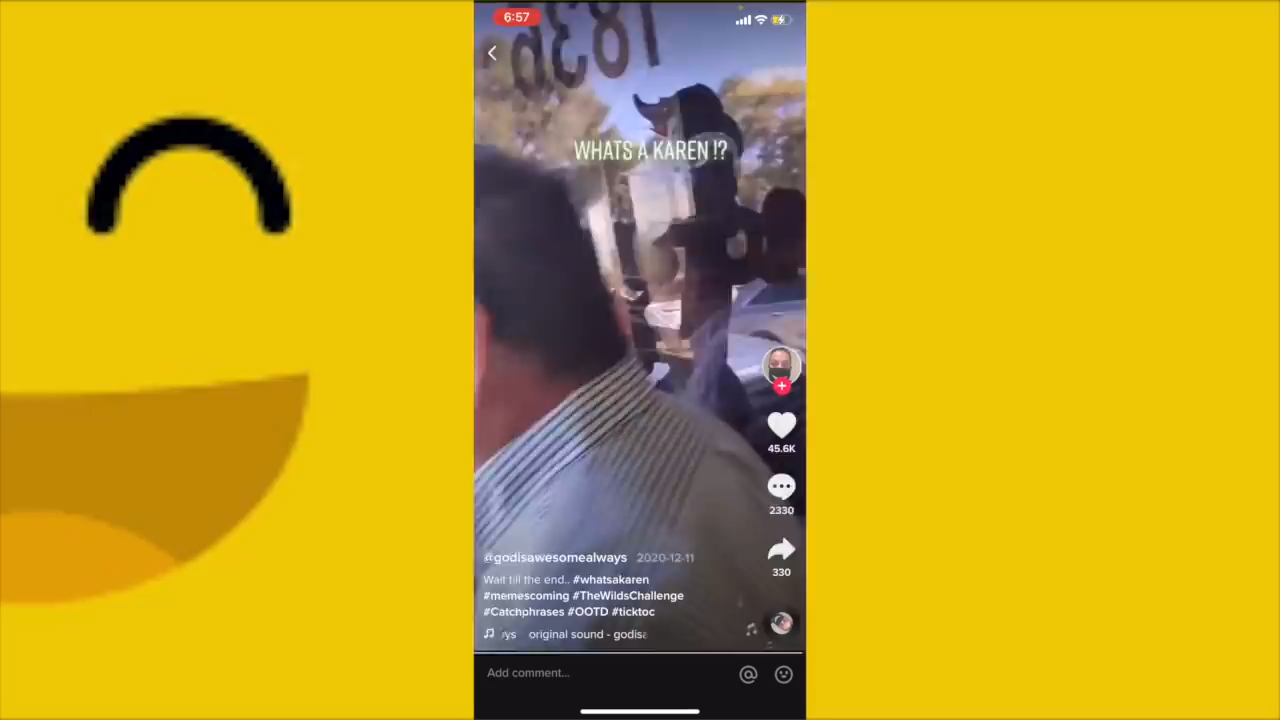 6:57
WHATS A KAREN !?
45.6K
2330
330
@godisawesomealways 2020-12-11
Wait till the end.. #whatsakaren
#memescoming #TheWildsChallenge
#Catchphrases #OOTD #ticktoc
ys original sound - godisa
Add comment...